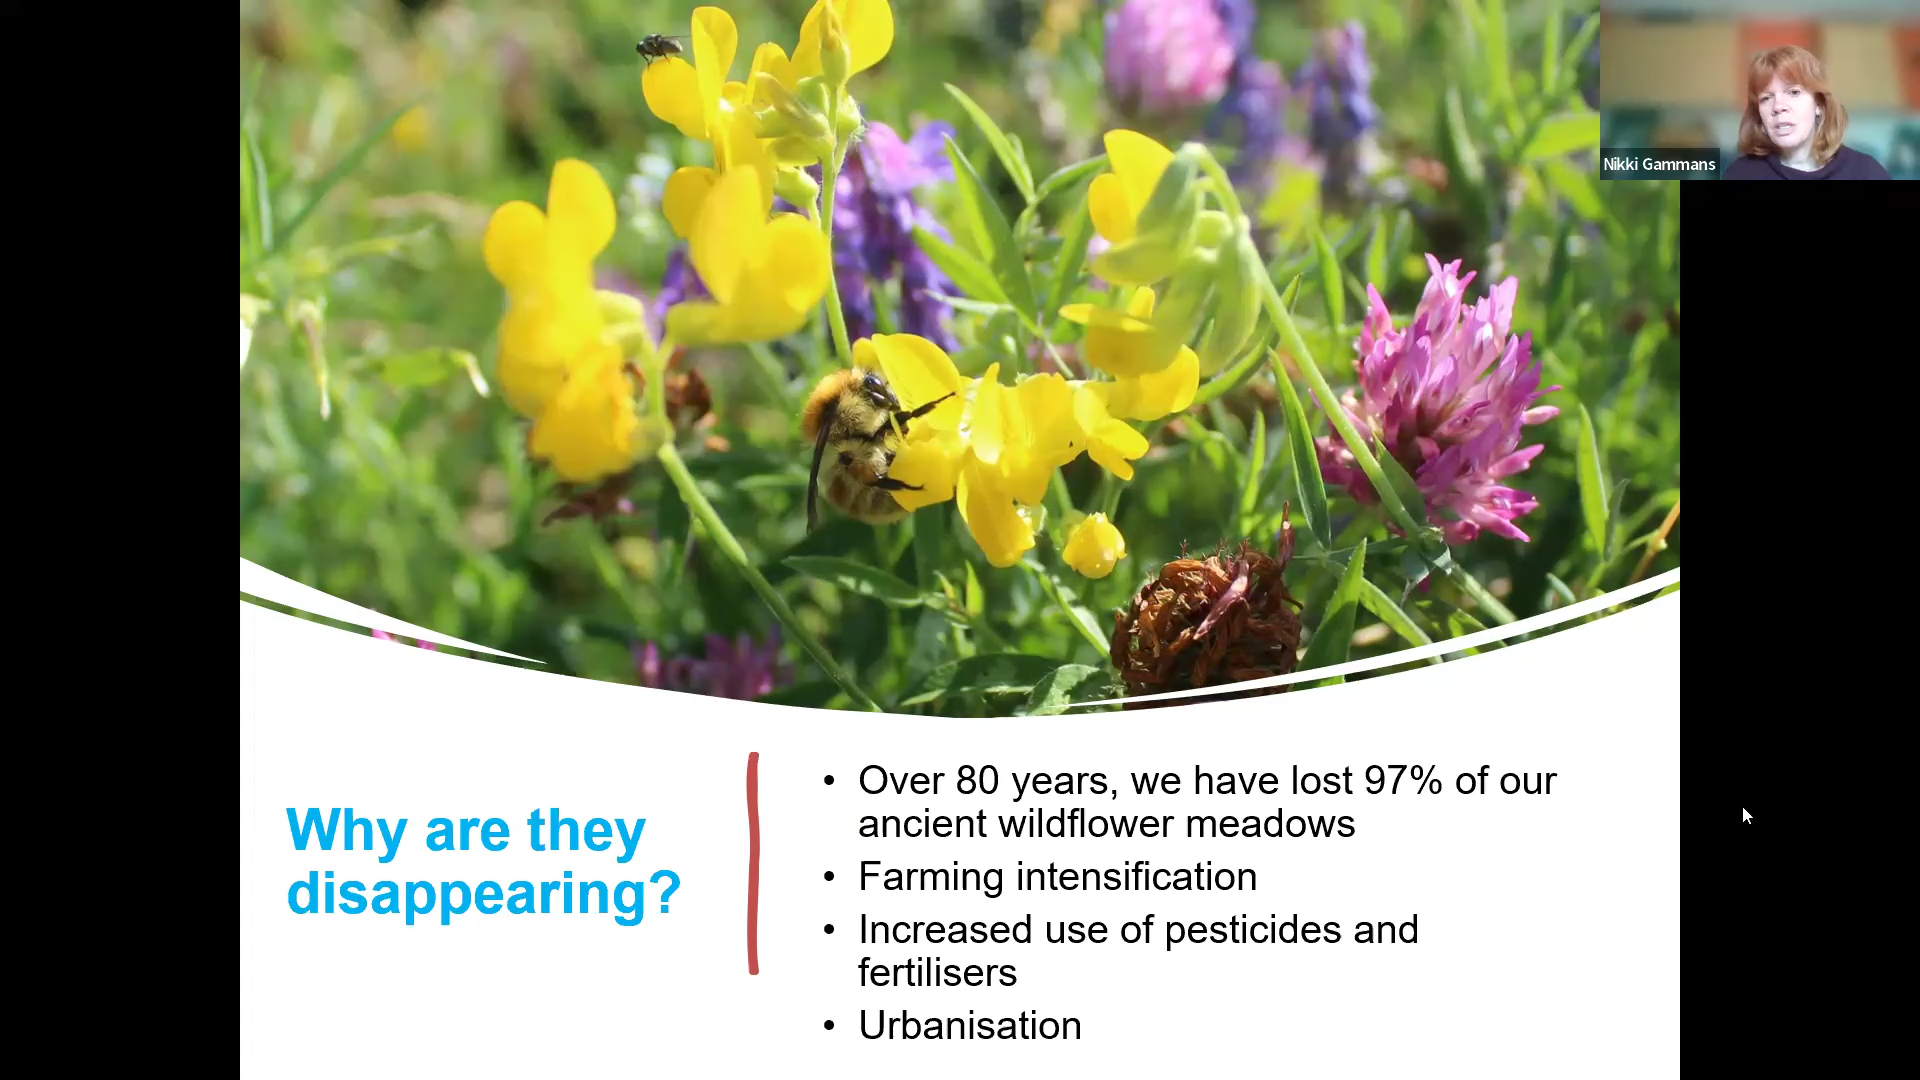 Nikki Gammans
Why are they
disappearing?
• Over 80 years, we have lost 97% of our
ancient wildflower meadows
• Farming intensification
• Increased use of pesticides and
fertilisers
• Urbanisation